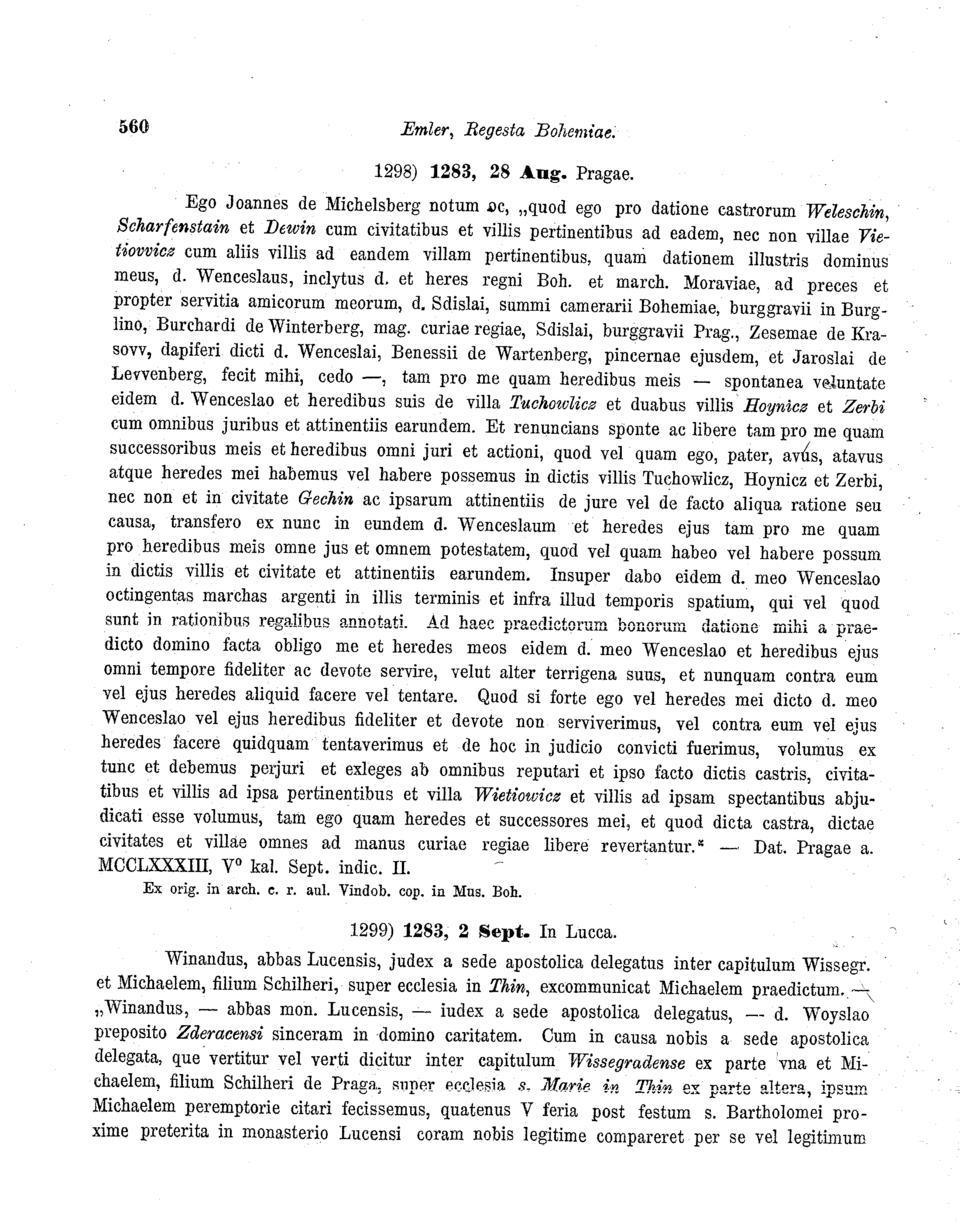 560
Emler, Regesta Bohemiae.
1298) 1283, 28 Aug. Pragae.
Ego Joannes de Michelsberg notum ɔc, „quod ego pro datione castrorum Weleschin,
Scharfenstain et Dewin cum civitatibus et villis pertinentibus ad eadem, nec non villae Vie-
tiovvicz cum aliis villis ad eandem villam pertinentibus, quam dationem illustris dominus
meus, d. Wenceslaus, inclytus d. et heres regni Boh. et march. Moraviae, ad preces et
propter servitia amicorum meorum, d. Sdislai, summi camerarii Bohemiae, burggravii in Burg-
lino, Burchardi de Winterberg, mag. curiae regiae, Sdislai, burggravii Prag., Zesemae de Kra-
sovv, dapiferi dicti d. Wenceslai, Benessii de Wartenberg, pincernae ejusdem, et Jaroslai de
Levvenberg, fecit mihi, cedo —, tam pro me quam heredibus meis — spontanea voluntate
eidem d. Wenceslao et heredibus suis de villa Tuchowlicz et duabus villis Hoynicz et Zerbi
cum omnibus juribus et attinentiis earundem. Et renuncians sponte ac libere tam pro me quam
successoribus meis et heredibus omni juri et actioni, quod vel quam ego, pater, avus, atavus
atque heredes mei habemus vel habere possemus in dictis villis Tuchowlicz, Hoynicz et Zerbi,
nec non et in civitate Gechin ac ipsarum attinentiis de jure vel de facto aliqua ratione seu
causa, transfero ex nunc in eundem d. Wenceslaum et heredes ejus tam pro me quam
pro heredibus meis omne jus et omnem potestatem, quod vel quam habeo vel habere possum
in dictis villis et civitate et attinentiis earundem. Insuper dabo eidem d. meo Wenceslao
octingentas marchas argenti in illis terminis et infra illud temporis spatium, qui vel quod
sunt in rationibus regalibus annotati. Ad haec praedictorum bonorum datione mihi a prae-
dicto domino facta obligo me et heredes meos eidem d. meo Wenceslao et heredibus ejus
omni tempore fideliter ac devote servire, velut alter terrigena suus, et nunquam contra eum
vel ejus heredes aliquid facere vel tentare. Quod si forte ego vel heredes mei dicto d. meo
Wenceslao vel ejus heredibus fideliter et devote non serviverimus, vel contra eum vel ejus
heredes facere quidquam tentaverimus et de hoc in judicio convicti fuerimus, volumus ex
tunc et debemus perjuri et exleges ab omnibus reputari et ipso facto dictis castris, civita-
tibus et villis ad ipsa pertinentibus et villa Wietiowicz et villis ad ipsam spectantibus abju-
dicati esse volumus, tam ego quam heredes et successores mei, et quod dicta castra, dictae
civitates et villae omnes ad manus curiae regiae libere revertantur.“ — Dat. Pragae a.
MCCLXXXIII, V⁰ kal. Sept. indic. II.
Ex orig. in arch. c. r. aul. Vindob. cop. in Mus. Boh.
1299) 1283, 2 Sept. In Lucca.
Winandus, abbas Lucensis, judex a sede apostolica delegatus inter capitulum Wissegr.
et Michaelem, filium Schilheri, super ecclesia in Thin, excommunicat Michaelem praedictum. —
„Winandus, — abbas mon. Lucensis, — iudex a sede apostolica delegatus, — d. Woyslao
preposito Zderacensi sinceram in domino caritatem. Cum in causa nobis a sede apostolica
delegata, que vertitur vel verti dicitur inter capitulum Wissegradense ex parte vna et Mi-
chaelem, filium Schilheri de Praga, super ecclesia s. Marie in Thin ex parte altera, ipsum
Michaelem peremptorie citari fecissemus, quatenus V feria post festum s. Bartholomei pro-
xime preterita in monasterio Lucensi coram nobis legitime compareret per se vel legitimum